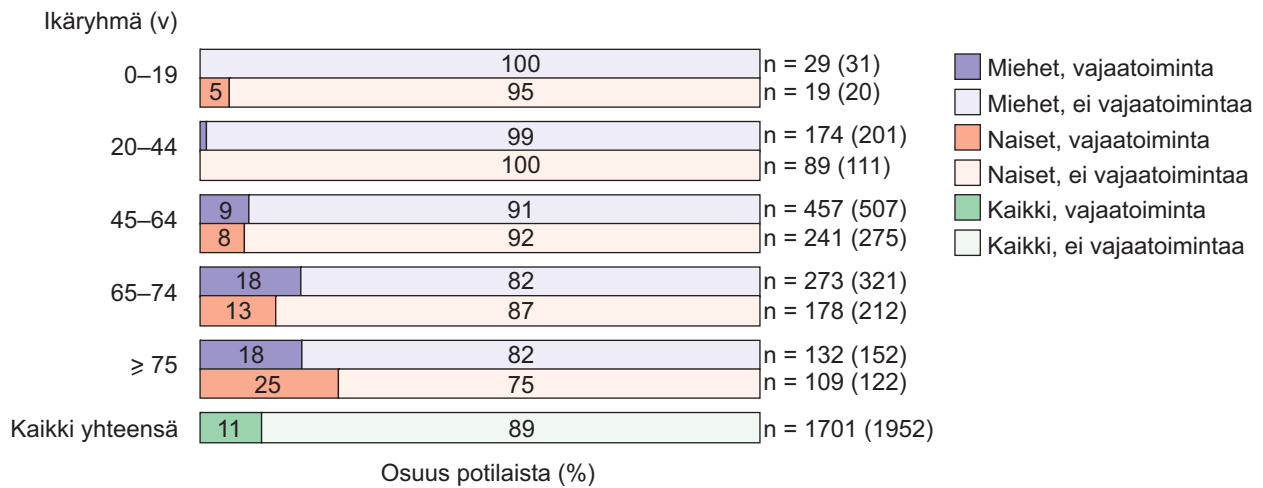 Ikäryhmä (v)
0–19
100
n = 29 (31)
5
95
n = 19 (20)
20–44
99
n = 174 (201)
100
n = 89 (111)
45–64
9
91
n = 457 (507)
8
92
n = 241 (275)
65–74
18
82
n = 273 (321)
13
87
n = 178 (212)
⩾ 75
18
82
n = 132 (152)
25
75
n = 109 (122)
Kaikki yhteensä
11
89
n = 1701 (1952)
Osuus potilaista (%)
Miehet, vajaatoiminta
Miehet, ei vajaatoimintaa
Naiset, vajaatoiminta
Naiset, ei vajaatoimintaa
Kaikki, vajaatoiminta
Kaikki, ei vajaatoimintaa